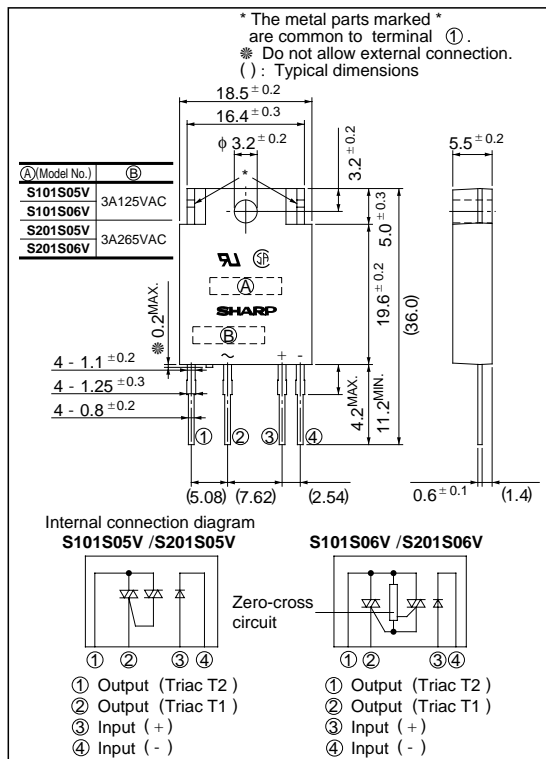 * The metal parts marked *
are common to terminal ①.
❋ Do not allow external connection.
( ) : Typical dimensions
18.5 ± 0.2
16.4 ± 0.3
φ 3.2 ± 0.2
3.2 ± 0.2
5.5 ± 0.2
*
Ⓐ(Model No.) Ⓑ
S101S05V
S101S06V
3A125VAC
S201S05V
S201S06V
3A265VAC
5.0 ± 0.3
19.6 ± 0.2
(36.0)
Ⓐ
SHARP
Ⓑ
❋ 0.2 MAX.
~ + -
4 - 1.1 ± 0.2
4 - 1.25 ± 0.3
4 - 0.8 ± 0.2
4.2 MAX.
11.2 MIN.
① ② ③ ④
(5.08) (7.62) (2.54)
0.6 ± 0.1 (1.4)
Internal connection diagram
S101S05V /S201S05V
S101S06V /S201S06V
Zero-cross
circuit
① ② ③ ④
① ② ③ ④
① Output (Triac T2 )
② Output (Triac T1 )
③ Input ( + )
④ Input ( - )
① Output (Triac T2 )
② Output (Triac T1 )
③ Input ( + )
④ Input ( - )